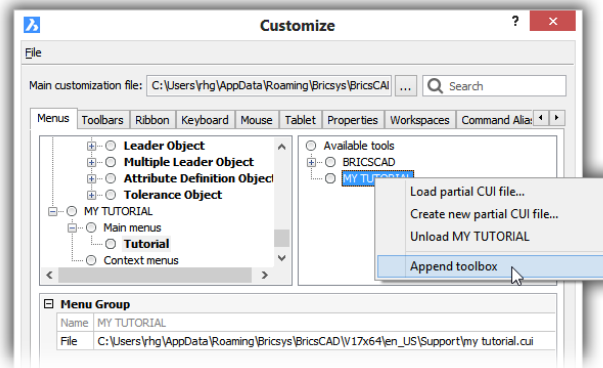 Customize
?
File
Main customization file: C:\Users\rhg\AppData\Roaming\Bricsys\BricsCAI ... Search
Menus Toolbars Ribbon Keyboard Mouse Tablet Properties Workspaces Command Alia
Leader Object
Multiple Leader Object
Attribute Definition Object
Tolerance Object
MY TUTORIAL
Main menus
Tutorial
Context menus
Available tools
BRICSCAD
MY TUTORIAL
Load partial CUI file...
Create new partial CUI file...
Unload MY TUTORIAL
Append toolbox
Menu Group
Name MY TUTORIAL
File C:\Users\rhg\AppData\Roaming\Bricsys\BricsCAD\V17x64\en_US\Support\my tutorial.cui